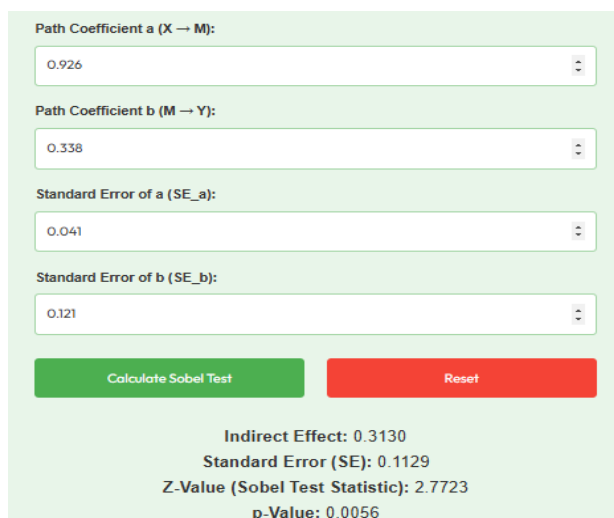 Path Coefficient a (X → M):
0.926
Path Coefficient b (M → Y):
0.338
Standard Error of a (SE_a):
0.041
Standard Error of b (SE_b):
0.121
Calculate Sobel Test Reset
Indirect Effect: 0.3130
Standard Error (SE): 0.1129
Z-Value (Sobel Test Statistic): 2.7723
p-Value: 0.0056